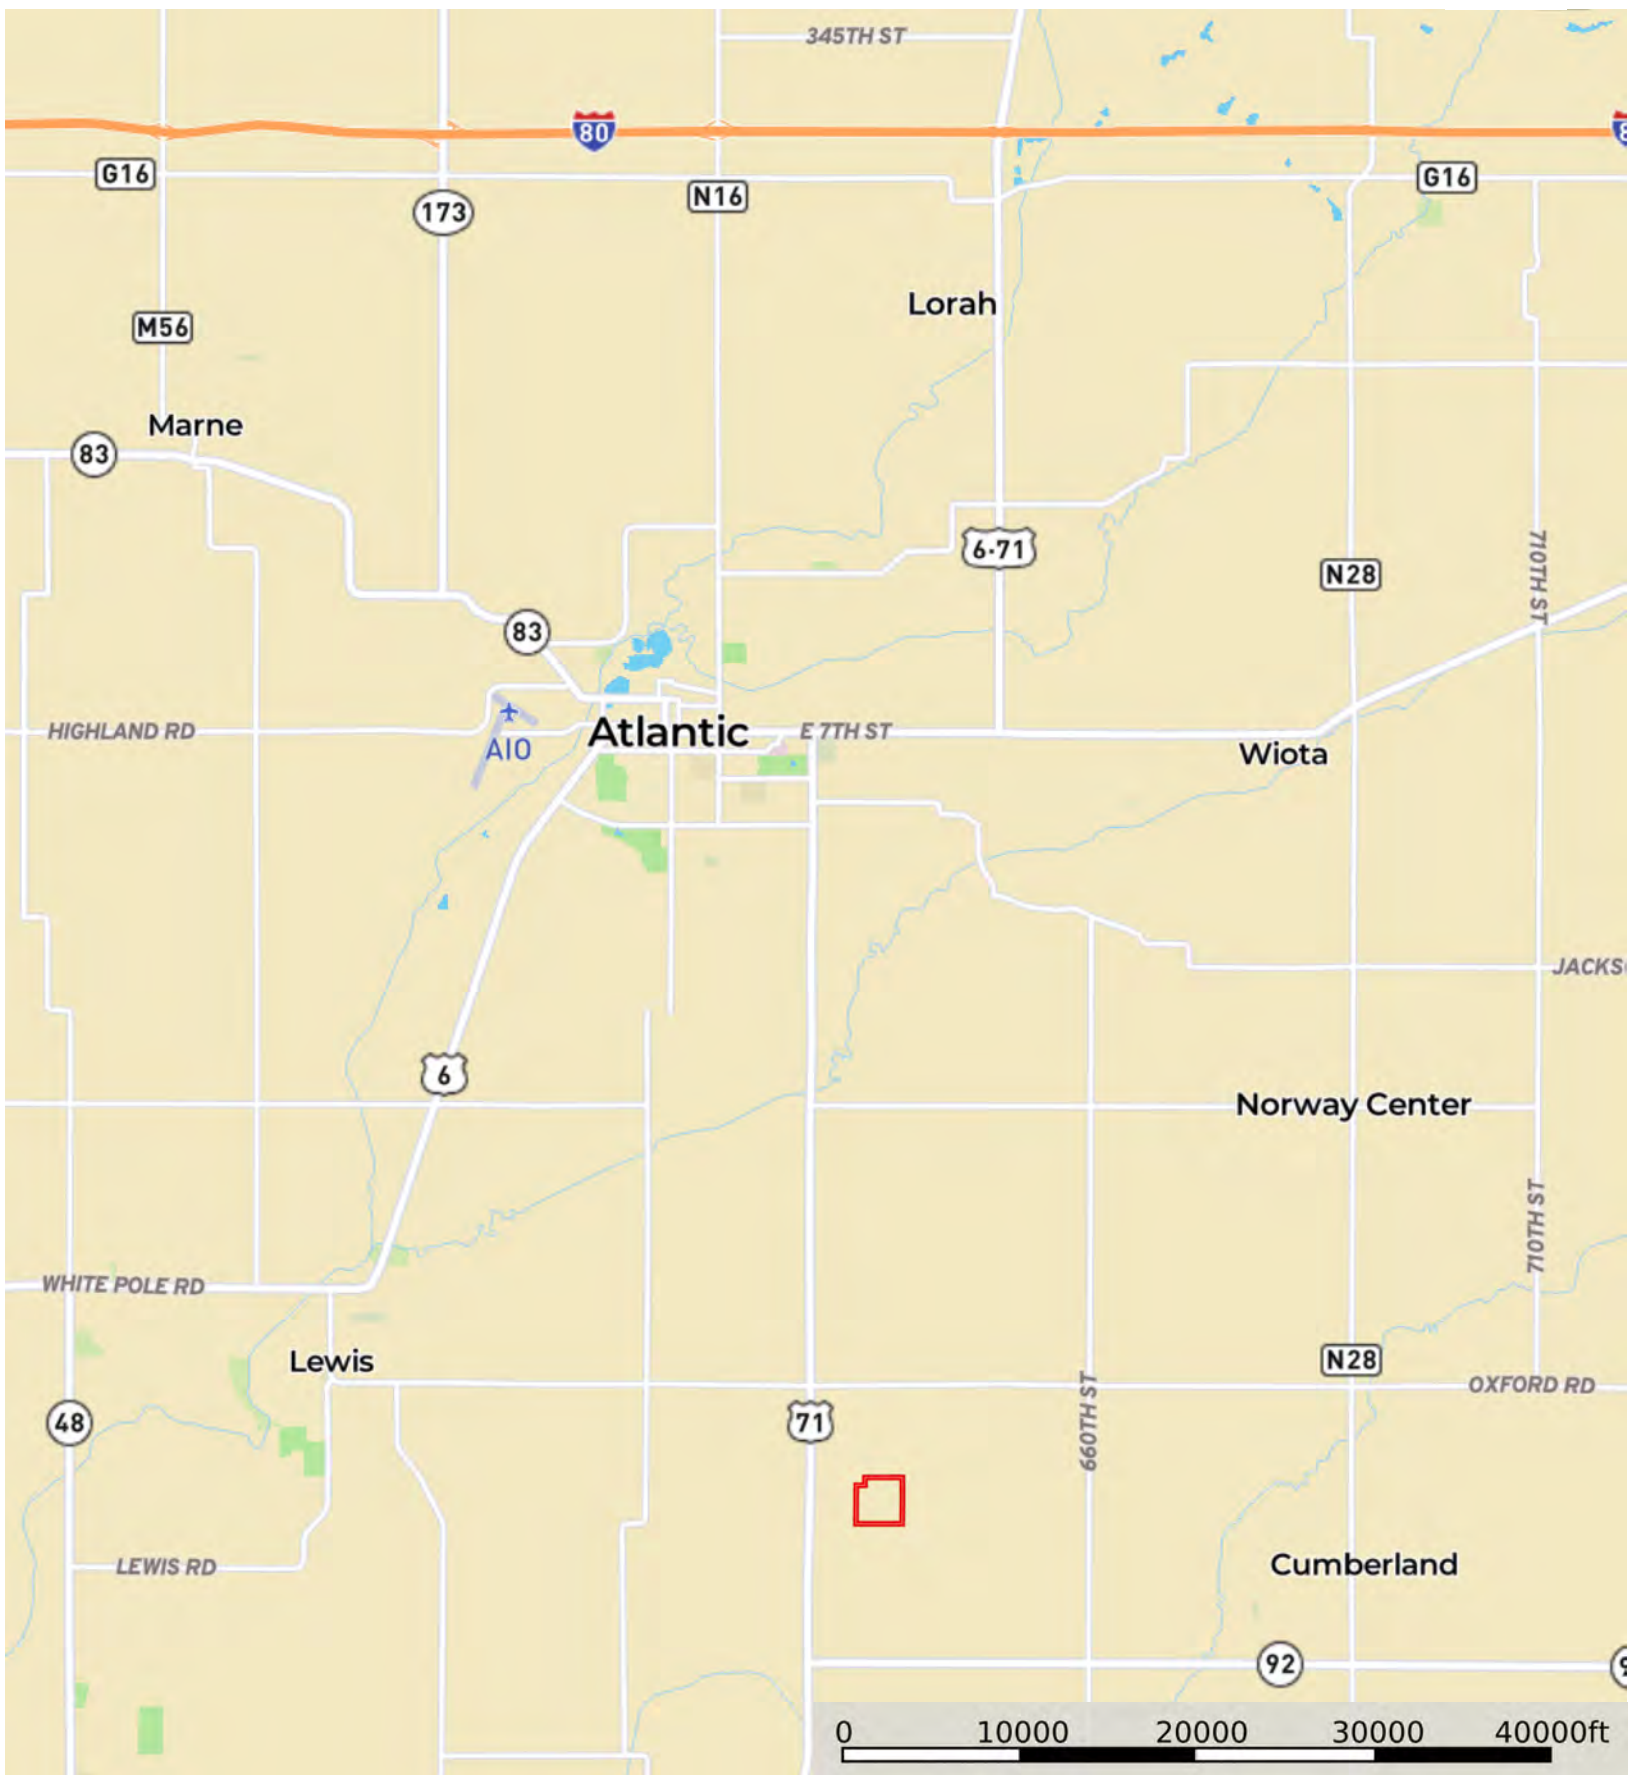 345TH ST
80
8
G16
N16
G16
173
Lorah
M56
Marne
83
6·71
N28
710TH ST
83
HIGHLAND RD
AIO
Atlantic
E 7TH ST
Wiota
JACKS
6
Norway Center
710TH ST
WHITE POLE RD
Lewis
N28
OXFORD RD
48
71
660TH ST
LEWIS RD
Cumberland
92
9
0 10000 20000 30000 40000ft